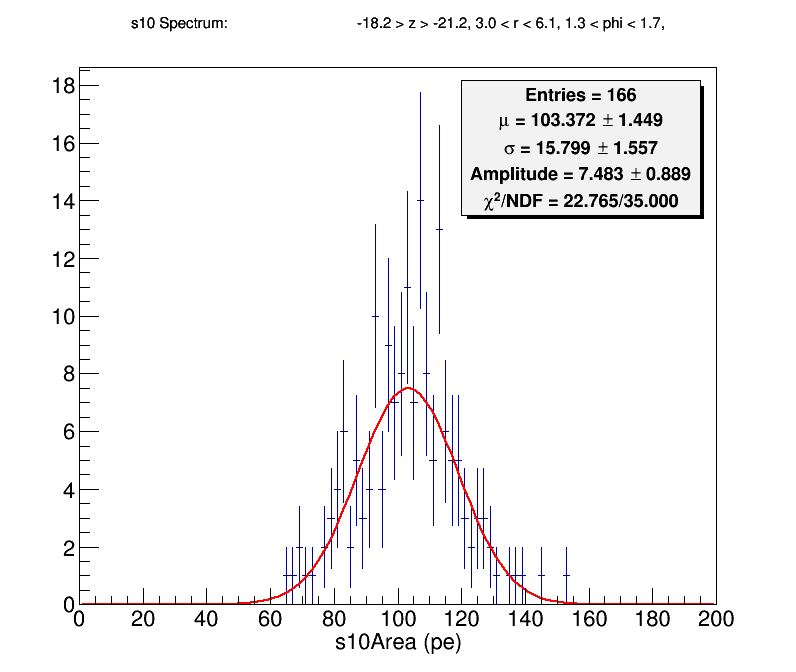 s10 Spectrum: -18.2 > z > -21.2, 3.0 < r < 6.1, 1.3 < phi < 1.7,
Entries = 166
μ = 103.372 ± 1.449
σ = 15.799 ± 1.557
Amplitude = 7.483 ± 0.889
χ²/NDF = 22.765/35.000
18
16
14
12
10
8
6
4
2
0
0 20 40 60 80 100 120 140 160 180 200
s10Area (pe)